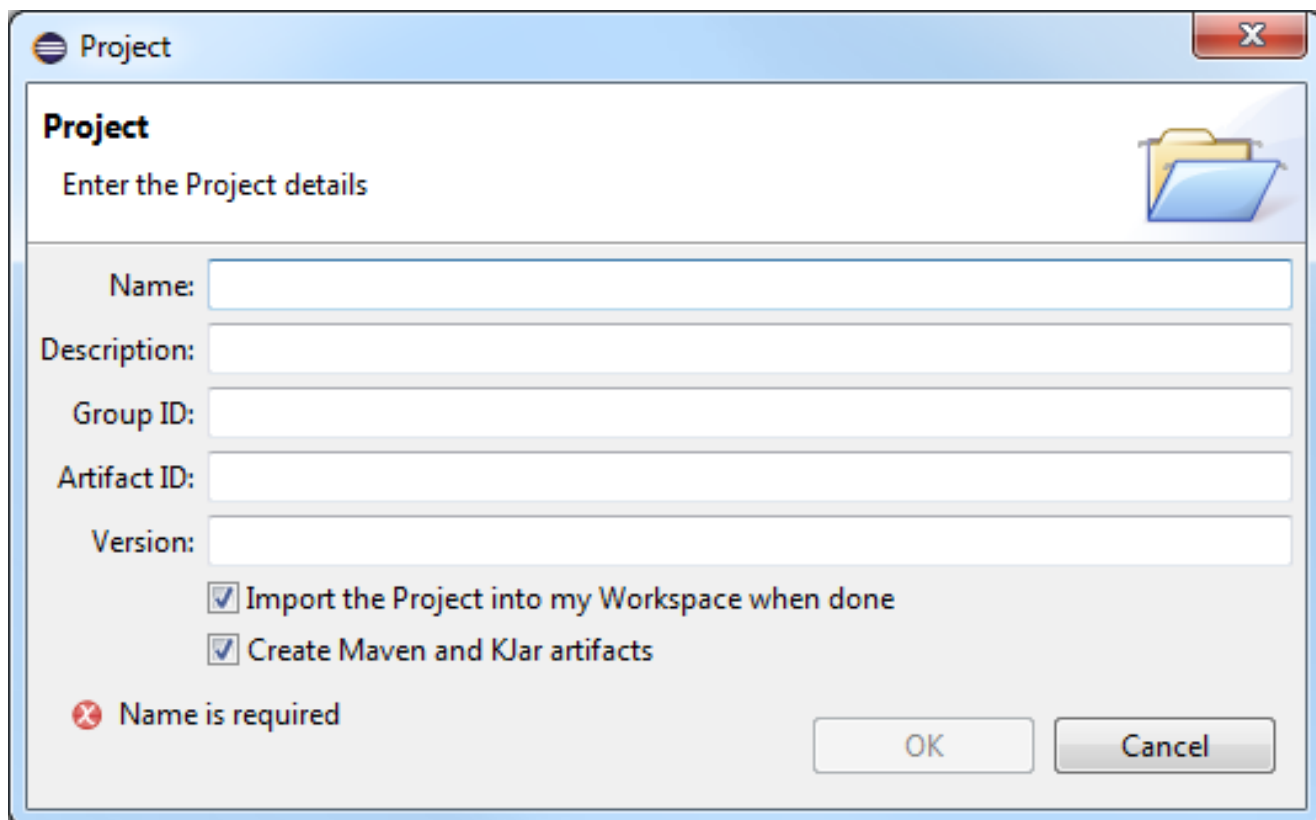 Project
Project
Enter the Project details
Name:
Description:
Group ID:
Artifact ID:
Version:
Import the Project into my Workspace when done
Create Maven and KJar artifacts
Name is required
OK Cancel